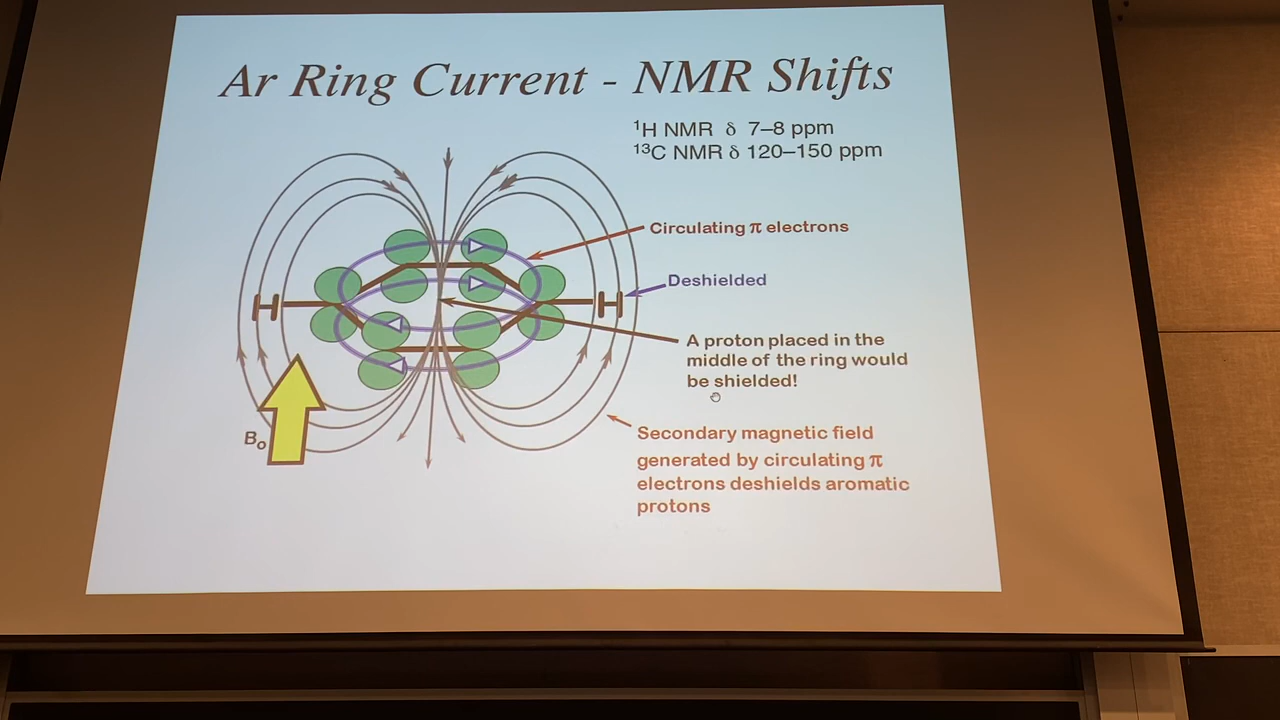 Ar Ring Current - NMR Shifts
¹H NMR δ 7–8 ppm
¹³C NMR δ 120–150 ppm
Circulating π electrons
Deshielded
H
H
A proton placed in the
middle of the ring would
be shielded!
B₀
Secondary magnetic field
generated by circulating π
electrons deshields aromatic
protons